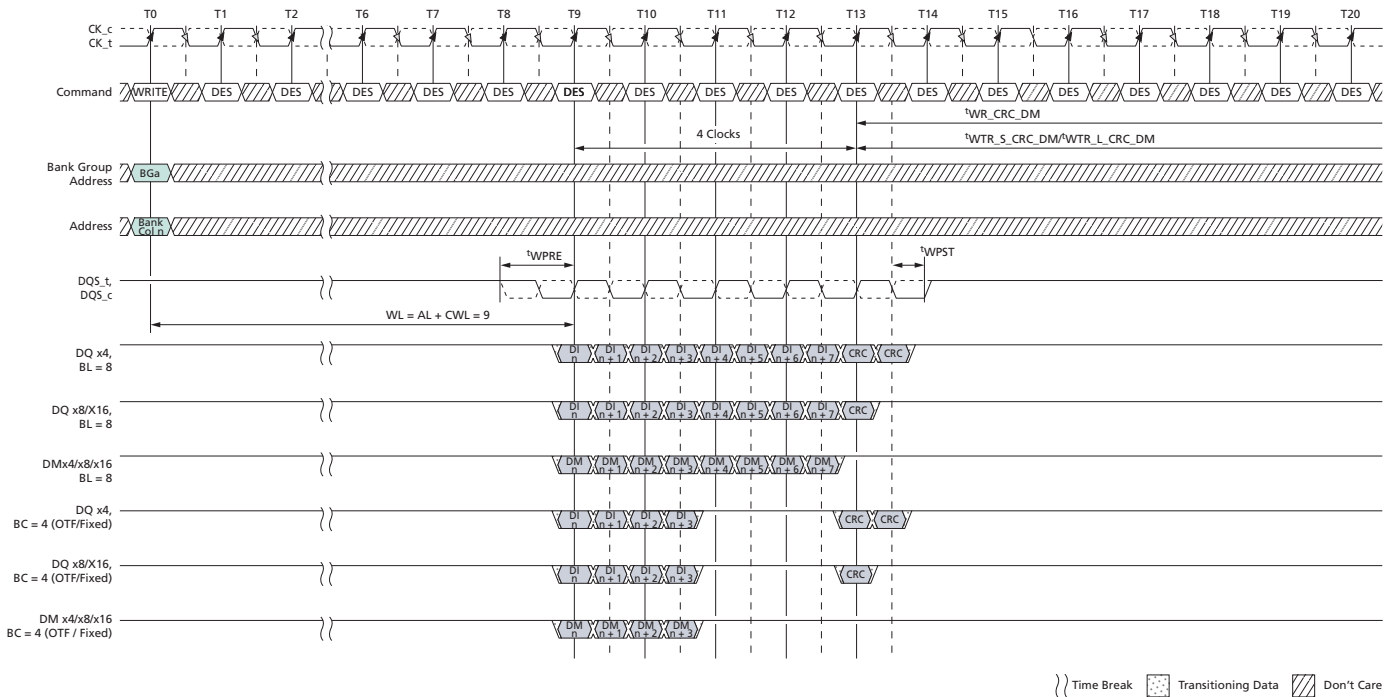 T0 T1 T2 T6 T7 T8 T9 T10 T11 T12 T13 T14 T15 T16 T17 T18 T19 T20
CK_c
CK_t
Command WRITE DES DES DES DES DES DES DES DES DES DES DES DES DES DES DES DES DES
tWR_CRC_DM
4 Clocks
tWTR_S_CRC_DM/tWTR_L_CRC_DM
Bank Group
Address
BGa
Address
Bank
Col n
tWPRE
tWPST
DQS_t,
DQS_c
WL = AL + CWL = 9
DQ x4,
BL = 8
DI n DI n + 1 DI n + 2 DI n + 3 DI n + 4 DI n + 5 DI n + 6 DI n + 7 CRC CRC
DQ x8/X16,
BL = 8
DI n DI n + 1 DI n + 2 DI n + 3 DI n + 4 DI n + 5 DI n + 6 DI n + 7 CRC
DMx4/x8/x16
BL = 8
DM n DM n + 1 DM n + 2 DM n + 3 DM n + 4 DM n + 5 DM n + 6 DM n + 7
DQ x4,
BC = 4 (OTF/Fixed)
DI n DI n + 1 DI n + 2 DI n + 3 CRC CRC
DQ x8/X16,
BC = 4 (OTF/Fixed)
DI n DI n + 1 DI n + 2 DI n + 3 CRC
DM x4/x8/x16
BC = 4 (OTF / Fixed)
DM n DM n + 1 DM n + 2 DM n + 3
Time Break Transitioning Data Don't Care